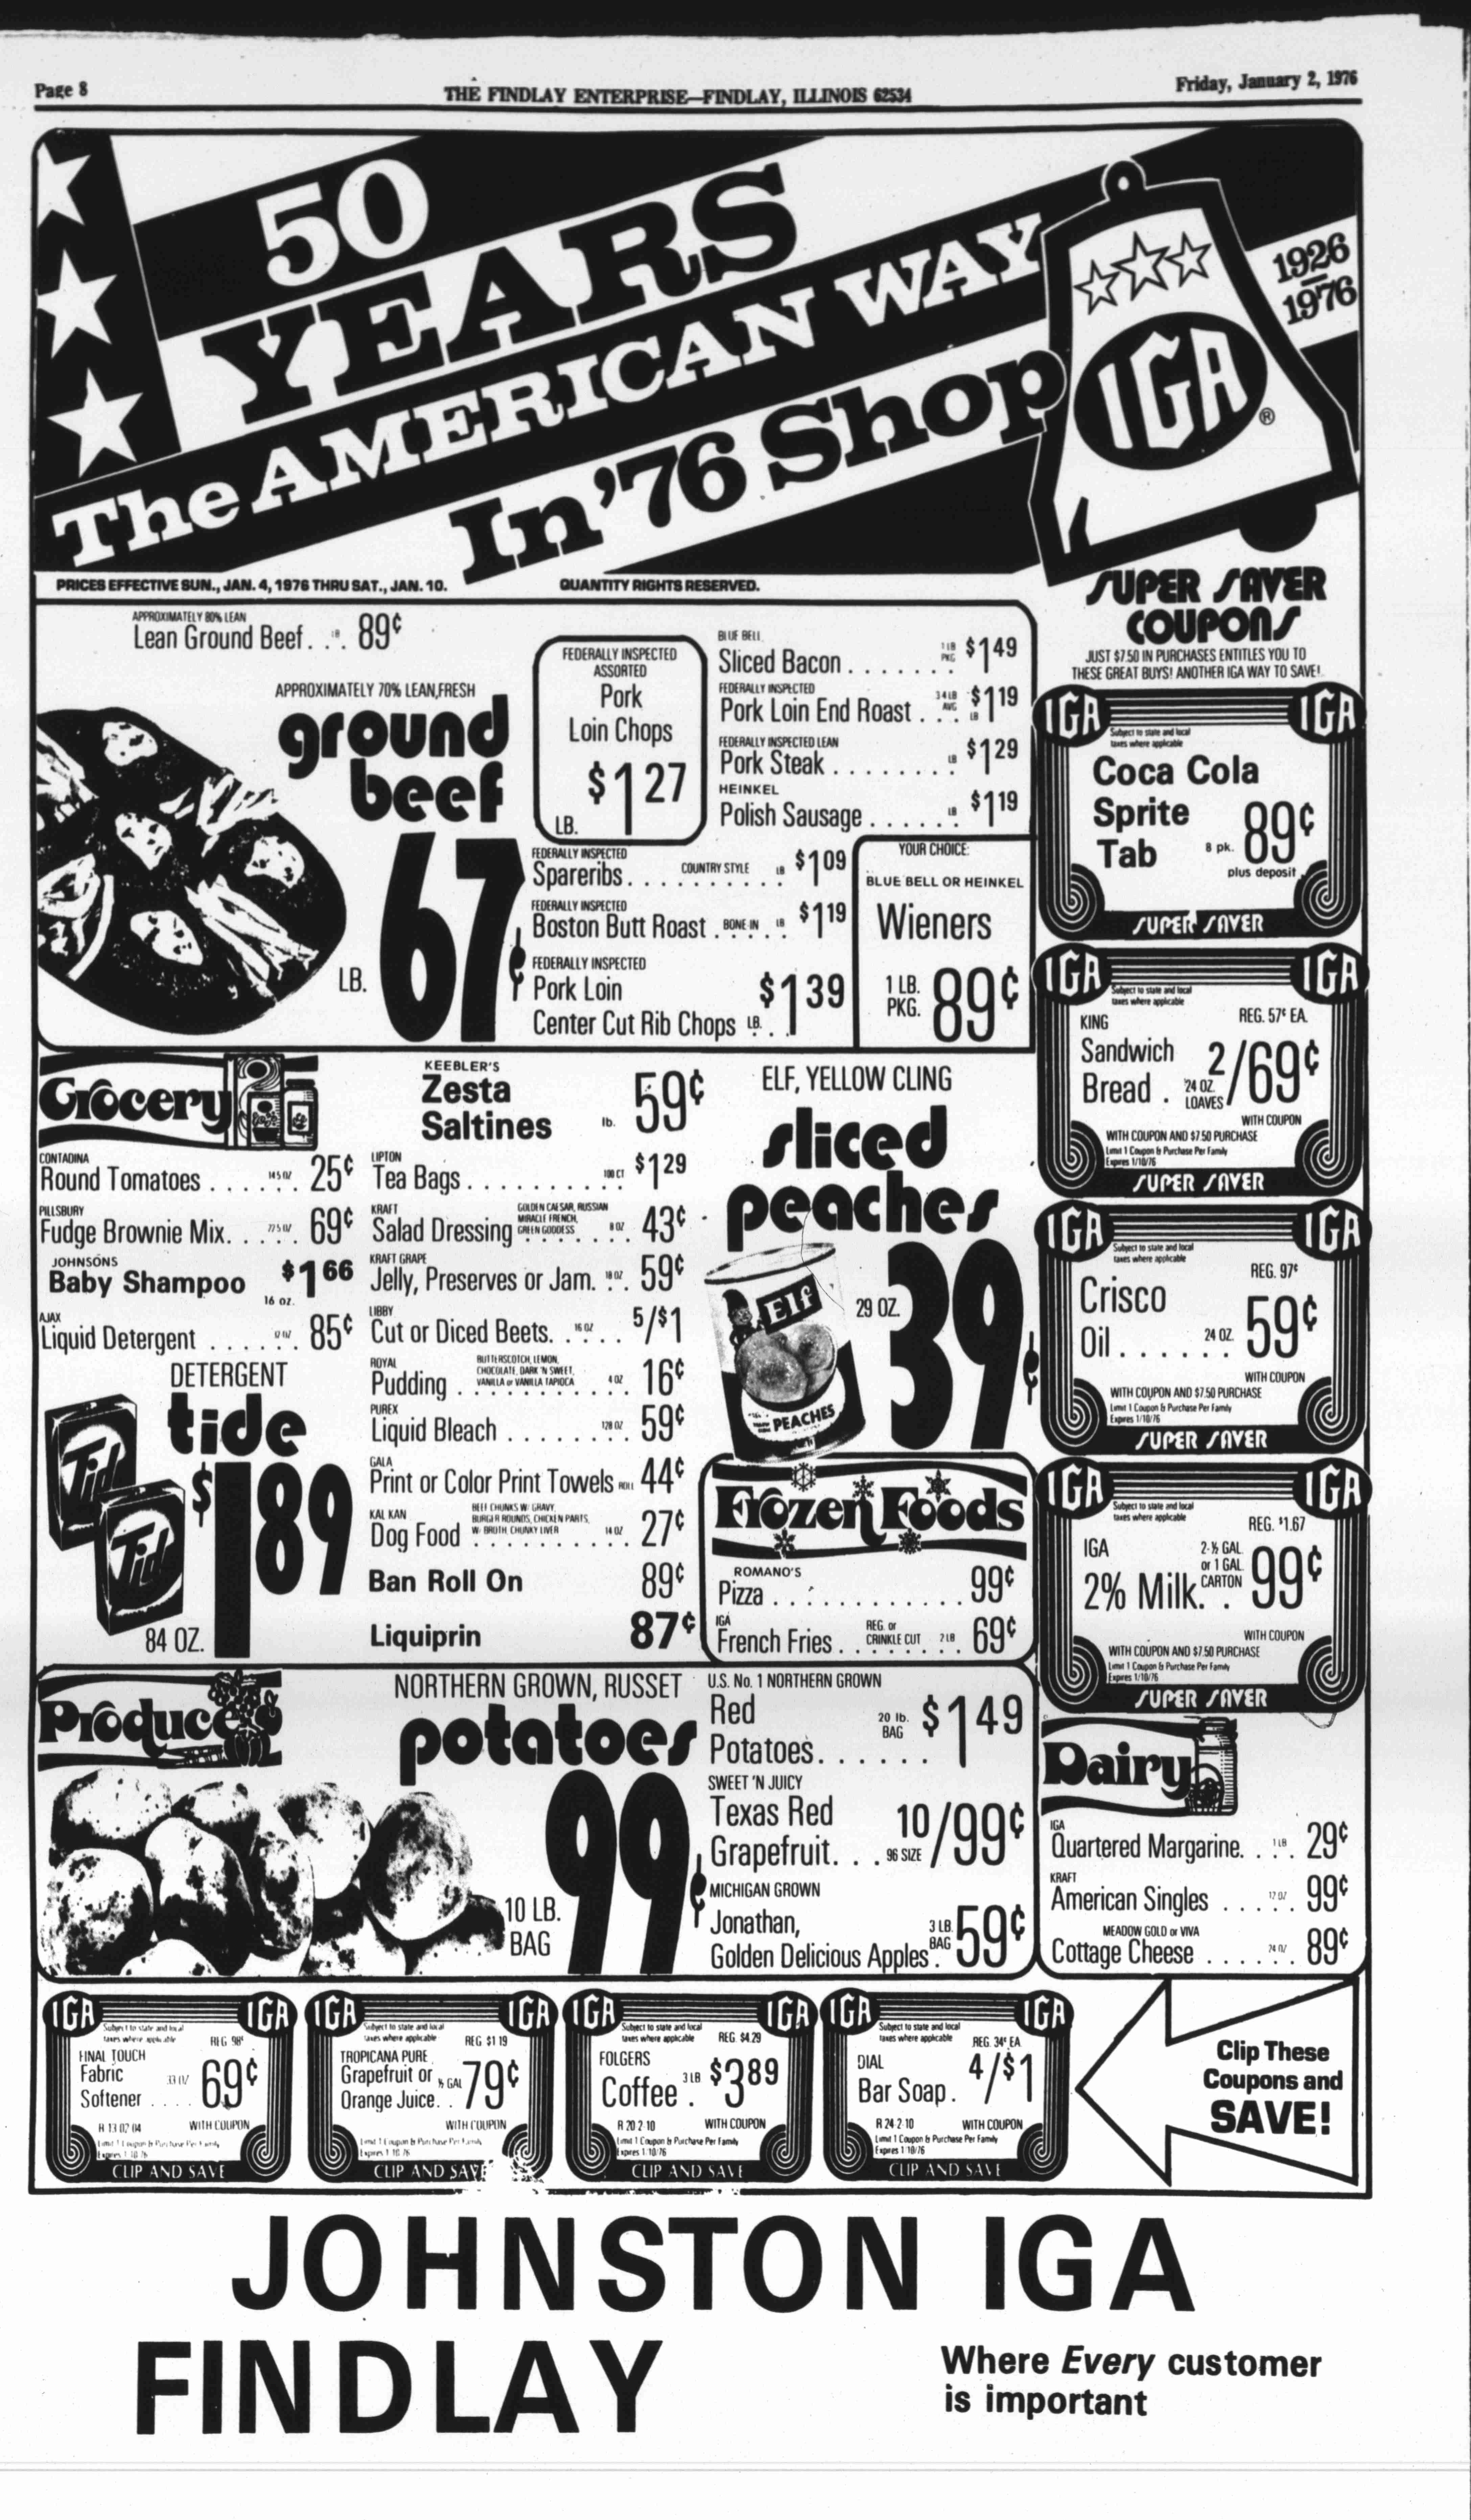 Page 8
THE FINDLAY ENTERPRISE—FINDLAY, ILLINOIS 62534
Friday, January 2, 1976
50
YEARS
The AMERICAN WAY
In '76 Shop
IGA
®
1926
1976
PRICES EFFECTIVE SUN., JAN. 4, 1976 THRU SAT., JAN. 10.
QUANTITY RIGHTS RESERVED.
APPROXIMATELY 80% LEAN
Lean Ground Beef. . . LB 89¢
APPROXIMATELY 70% LEAN, FRESH
ground
beef
LB. 67¢
FEDERALLY INSPECTED
ASSORTED
Pork
Loin Chops
$1 27
LB.
BLUE BELL
Sliced Bacon . . . . . . . 1 LB PKG $1 49
FEDERALLY INSPECTED
Pork Loin End Roast . . . 3 4 LB AVG LB $1 19
FEDERALLY INSPECTED LEAN
Pork Steak . . . . . . . . LB $1 29
HEINKEL
Polish Sausage . . . . . . LB $1 19
FEDERALLY INSPECTED
Spareribs. . . . . . . . . . COUNTRY STYLE LB $1 09
FEDERALLY INSPECTED
Boston Butt Roast . . . . . BONE IN LB $1 19
FEDERALLY INSPECTED
Pork Loin
Center Cut Rib Chops LB. . . $1 39
YOUR CHOICE:
BLUE BELL OR HEINKEL
Wieners
1 LB.
PKG. 89¢
SUPER SAVER
COUPONS
JUST $7.50 IN PURCHASES ENTITLES YOU TO
THESE GREAT BUYS! ANOTHER IGA WAY TO SAVE!
IGA IGA
Subject to state and local
taxes where applicable
Coca Cola
Sprite
Tab 8 pk. 89¢
plus deposit
SUPER SAVER
IGA IGA
Subject to state and local
taxes where applicable
KING REG. 57¢ EA.
Sandwich
Bread . 24 OZ. LOAVES 2/69¢
WITH COUPON
WITH COUPON AND $7.50 PURCHASE
Limit 1 Coupon & Purchase Per Family
Expires 1/10/76
SUPER SAVER
IGA IGA
Subject to state and local
taxes where applicable
REG. 97¢
Crisco
Oil . . . . . . 24 OZ. 59¢
WITH COUPON
WITH COUPON AND $7.50 PURCHASE
Limit 1 Coupon & Purchase Per Family
Expires 1/10/76
SUPER SAVER
IGA IGA
Subject to state and local
taxes where applicable
REG. $1.67
IGA
2% Milk. . 2-½ GAL. or 1 GAL. CARTON 99¢
WITH COUPON
WITH COUPON AND $7.50 PURCHASE
Limit 1 Coupon & Purchase Per Family
Expires 1/10/76
SUPER SAVER
Grocery
KEEBLER'S
Zesta
Saltines lb. 59¢
CONTADINA
Round Tomatoes . . . . . . 14 5 OZ 25¢
PILLSBURY
Fudge Brownie Mix. . . . . 22 5 OZ 69¢
JOHNSONS
Baby Shampoo $1 66
16 oz.
AJAX
Liquid Detergent . . . . . . 85¢
DETERGENT
tide
Tid
Tid
$1 89
84 OZ.
LIPTON
Tea Bags. . . . . . . . . . 100 CT $1 29
KRAFT
Salad Dressing GOLDEN CAESAR, RUSSIAN
MIRACLE FRENCH,
GREEN GODDESS 8 OZ 43¢
KRAFT GRAPE
Jelly, Preserves or Jam. . . 18 OZ 59¢
LIBBY
Cut or Diced Beets. . . . . 16 OZ 5/$1
ROYAL
Pudding BUTTERSCOTCH, LEMON,
CHOCOLATE, DARK 'N SWEET,
VANILLA or VANILLA TAPIOCA 4 OZ 16¢
PUREX
Liquid Bleach . . . . . . . . 128 OZ 59¢
GALA
Print or Color Print Towels ROLL 44¢
KAL KAN
Dog Food BEEF CHUNKS W/ GRAVY,
BURGER ROUNDS, CHICKEN PARTS,
W/ BROTH, CHUNKY LIVER 14 OZ 27¢
Ban Roll On 89¢
Liquiprin 87¢
ELF, YELLOW CLING
sliced
peaches
Elf
PEACHES
29 OZ. 39¢
Frozen Foods
ROMANO'S
Pizza . . . . . . . . . . . . 99¢
IGA
French Fries . . REG. or CRINKLE CUT 2 LB 69¢
Produce
NORTHERN GROWN, RUSSET
potatoes
10 LB.
BAG 99¢
U.S. No. 1 NORTHERN GROWN
Red
Potatoes. . . . . . 20 lb. BAG $1 49
SWEET 'N JUICY
Texas Red
Grapefruit. . . 96 SIZE 10/99¢
MICHIGAN GROWN
Jonathan,
Golden Delicious Apples . 3 LB. BAG 59¢
Dairy
IGA
Quartered Margarine. . . . 1 LB 29¢
KRAFT
American Singles . . . . . 12 OZ 99¢
MEADOW GOLD or VIVA
Cottage Cheese . . . . . . 24 OZ 89¢
IGA IGA
Subject to state and local
taxes where applicable REG 98¢
FINAL TOUCH
Fabric
Softener . . . . 33 OZ 69¢
H 13 02 04 WITH COUPON
Limit 1 Coupon & Purchase Per Family
Expires 1 10 76
CLIP AND SAVE
IGA IGA
Subject to state and local
taxes where applicable REG $1 19
TROPICANA PURE
Grapefruit or
Orange Juice. . ½ GAL 79¢
WITH COUPON
Limit 1 Coupon & Purchase Per Family
Expires 1 10 76
CLIP AND SAVE
IGA IGA
Subject to state and local
taxes where applicable REG $4.29
FOLGERS
Coffee . 3 LB $3 89
R 20 2 10 WITH COUPON
Limit 1 Coupon & Purchase Per Family
Expires 1 10/76
CLIP AND SAVE
IGA IGA
Subject to state and local
taxes where applicable REG. 34¢ EA
DIAL
Bar Soap . 4/$1
R 24 2 10 WITH COUPON
Limit 1 Coupon & Purchase Per Family
Expires 1 10/76
CLIP AND SAVE
Clip These
Coupons and
SAVE!
JOHNSTON IGA
FINDLAY
Where Every customer
is important